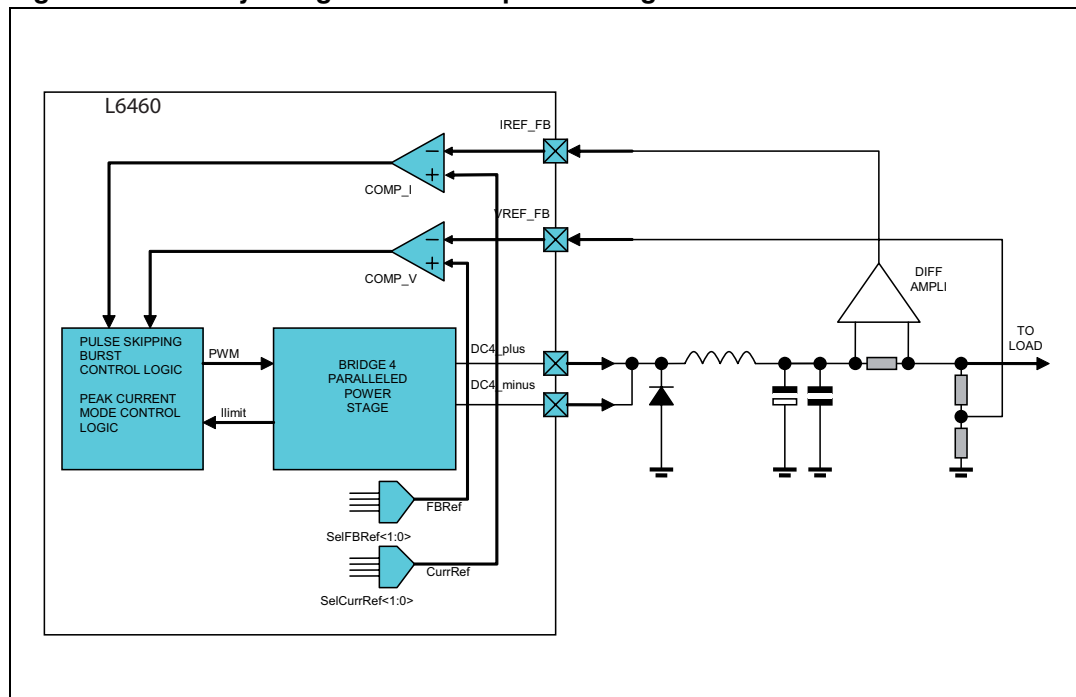 L6460
IREF_FB
COMP_I
VREF_FB
COMP_V
DIFF
AMPLI
TO
LOAD
PULSE SKIPPING
BURST
CONTROL LOGIC
PEAK CURRENT
MODE CONTROL
LOGIC
PWM
Ilimit
BRIDGE 4
PARALLELED
POWER
STAGE
DC4_plus
DC4_minus
FBRef
SelFBRef<1:0>
CurrRef
SelCurrRef<1:0>